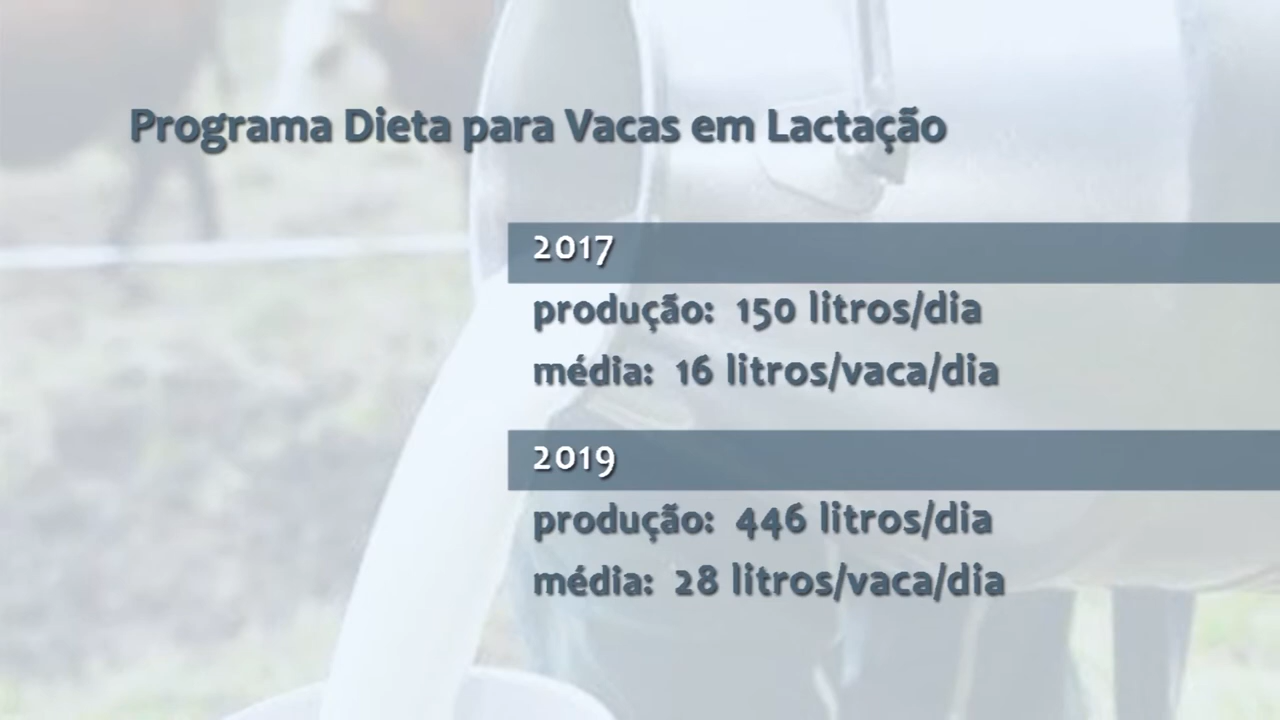 Programa Dieta para Vacas em Lactação
2017
produção: 150 litros/dia
média: 16 litros/vaca/dia
2019
produção: 446 litros/dia
média: 28 litros/vaca/dia